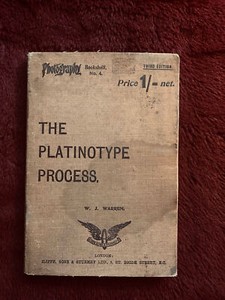 Photography
Bookshelf,
No. 4.
THIRD EDITION
Price 1/= net.
THE
PLATINOTYPE
PROCESS.
W. J. WARREN.
LONDON:
ILIFFE, SONS & STURMEY LTD., 3, ST. BRIDE STREET, E.C.